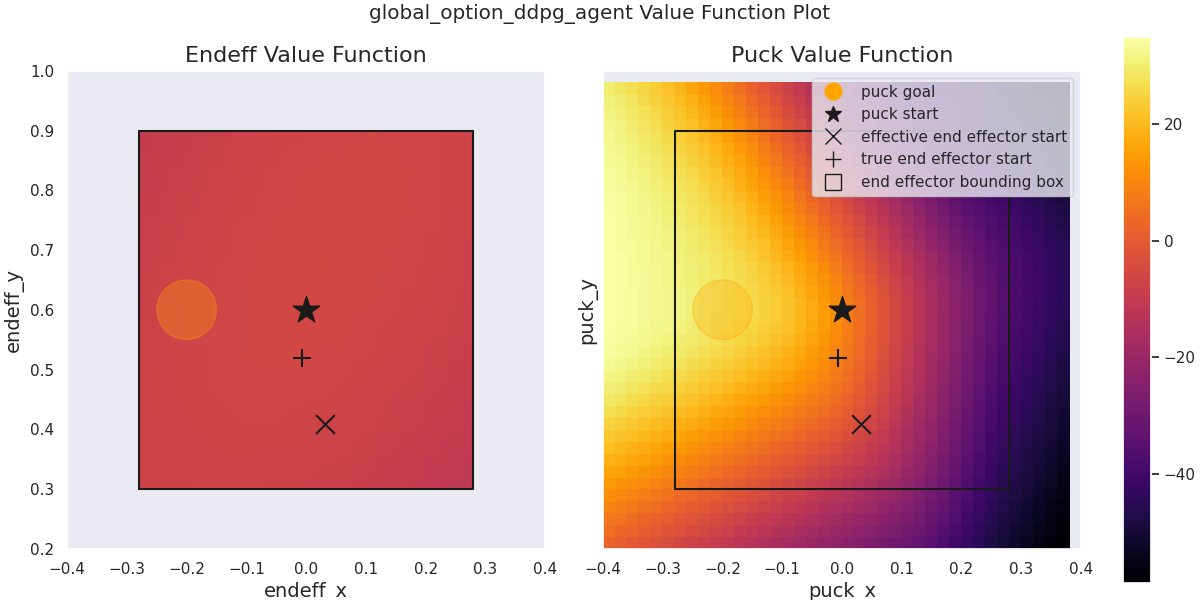 global_option_ddpg_agent Value Function Plot
Endeff Value Function
endeff_y
1.0
0.9
0.8
0.7
0.6
0.5
0.4
0.3
0.2
−0.4 −0.3 −0.2 −0.1 0.0 0.1 0.2 0.3 0.4
endeff_x
Puck Value Function
puck_y
puck goal
puck start
effective end effector start
true end effector start
end effector bounding box
−0.4 −0.3 −0.2 −0.1 0.0 0.1 0.2 0.3 0.4
puck_x
20
0
−20
−40